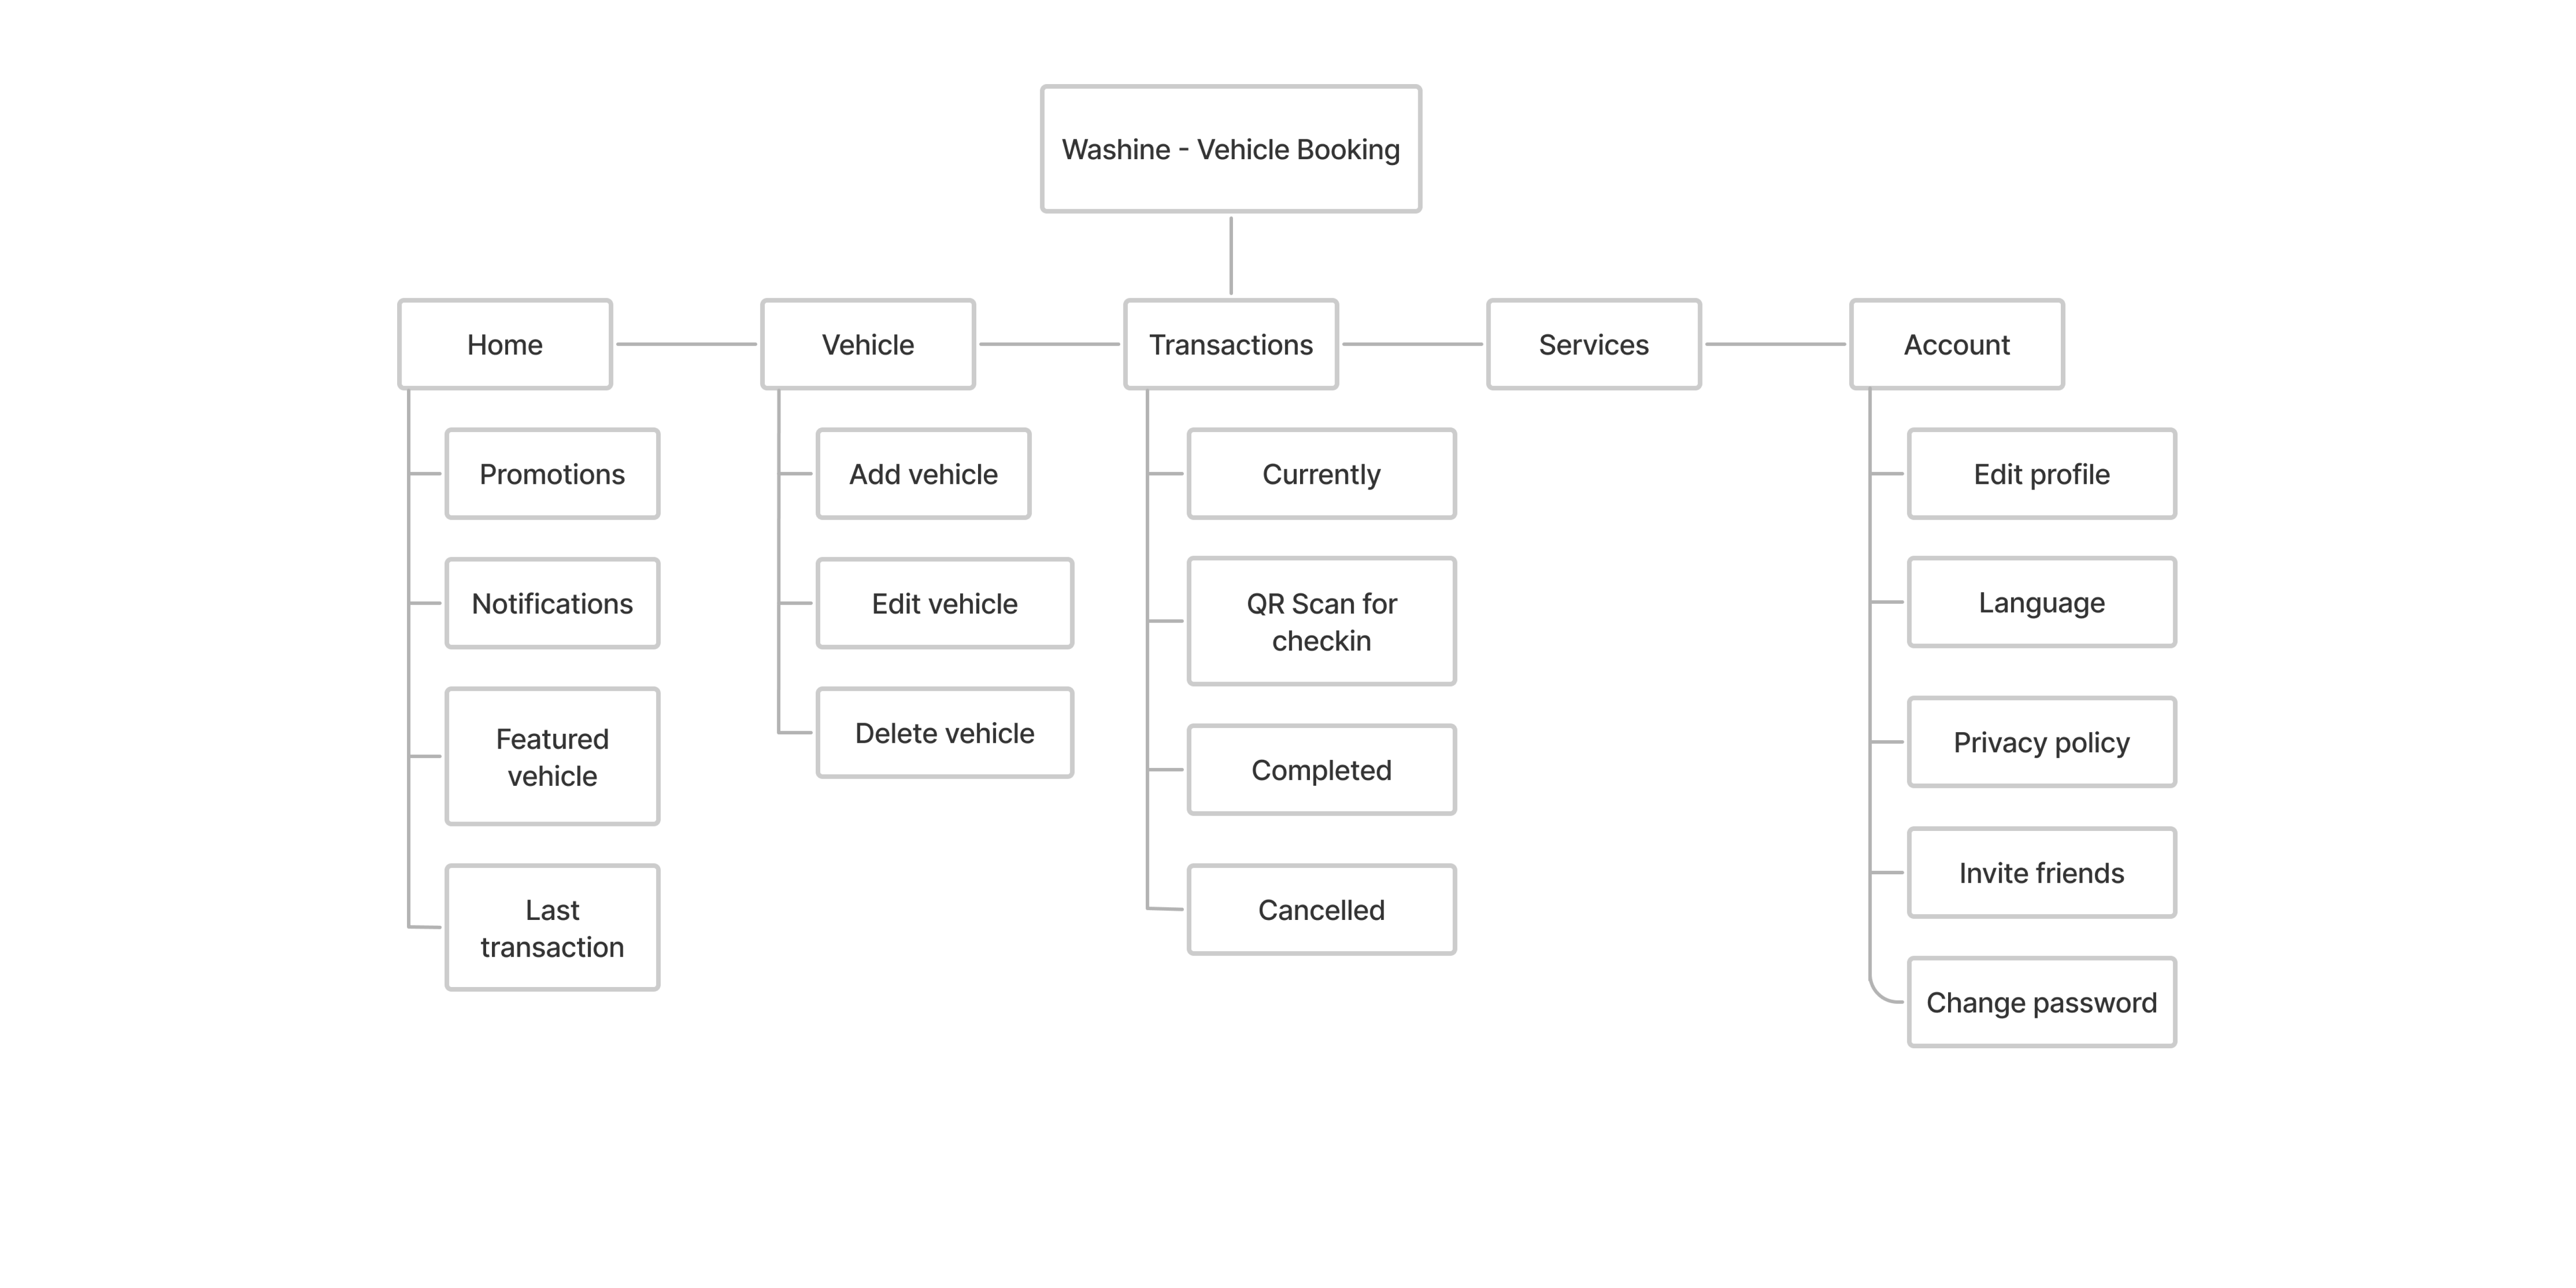 Washine - Vehicle Booking
Home
Vehicle
Transactions
Services
Account
Promotions
Notifications
Featured
vehicle
Last
transaction
Add vehicle
Edit vehicle
Delete vehicle
Currently
QR Scan for
checkin
Completed
Cancelled
Edit profile
Language
Privacy policy
Invite friends
Change password